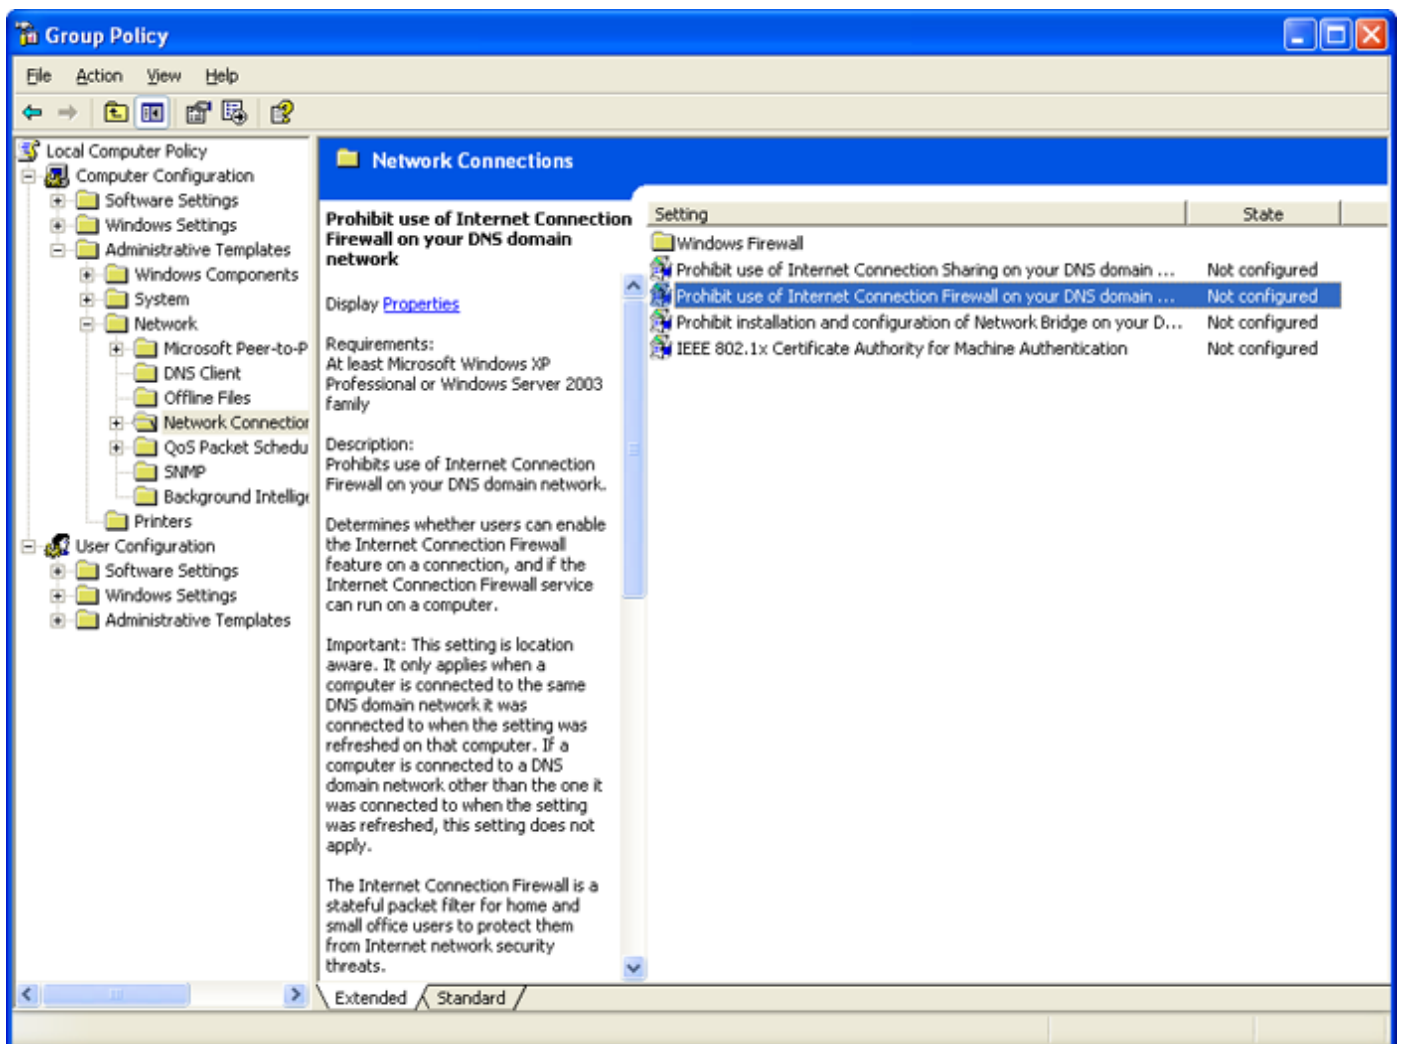 Group Policy
File Action View Help
Local Computer Policy
Computer Configuration
Software Settings
Windows Settings
Administrative Templates
Windows Components
System
Network
Microsoft Peer-to-P
DNS Client
Offline Files
Network Connection
QoS Packet Schedu
SNMP
Background Intellige
Printers
User Configuration
Software Settings
Windows Settings
Administrative Templates
Network Connections
Prohibit use of Internet Connection
Firewall on your DNS domain
network
Display Properties
Requirements:
At least Microsoft Windows XP
Professional or Windows Server 2003
family
Description:
Prohibits use of Internet Connection
Firewall on your DNS domain network.
Determines whether users can enable
the Internet Connection Firewall
feature on a connection, and if the
Internet Connection Firewall service
can run on a computer.
Important: This setting is location
aware. It only applies when a
computer is connected to the same
DNS domain network it was
connected to when the setting was
refreshed on that computer. If a
computer is connected to a DNS
domain network other than the one it
was connected to when the setting
was refreshed, this setting does not
apply.
The Internet Connection Firewall is a
stateful packet filter for home and
small office users to protect them
from Internet network security
threats.
Setting State
Windows Firewall
Prohibit use of Internet Connection Sharing on your DNS domain ... Not configured
Prohibit use of Internet Connection Firewall on your DNS domain ... Not configured
Prohibit installation and configuration of Network Bridge on your D... Not configured
IEEE 802.1x Certificate Authority for Machine Authentication Not configured
Extended Standard